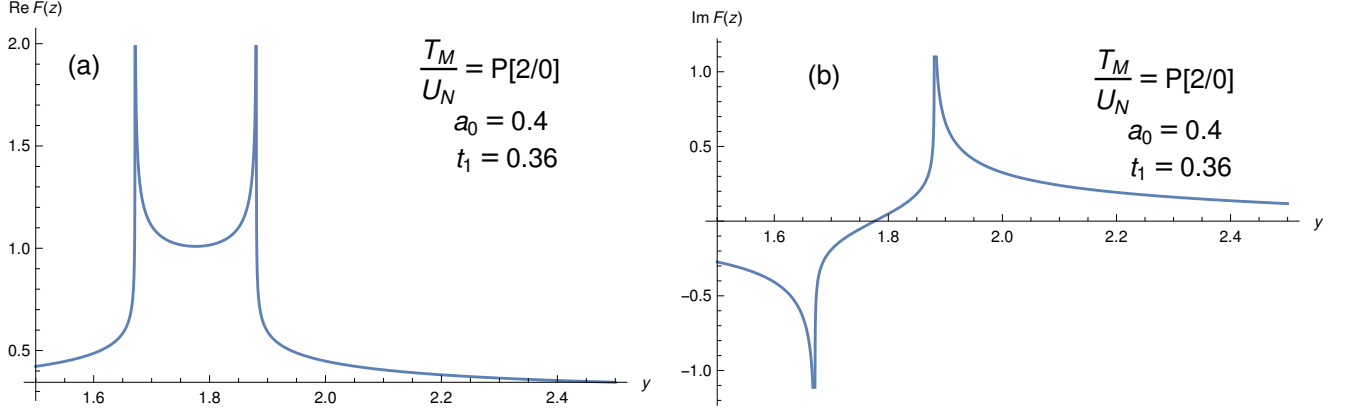 Re F(z)
2.0
1.5
1.0
0.5
1.6
1.8
2.0
2.2
2.4
y
(a)
T_M
U_N
= P[2/0]
a_0 = 0.4
t_1 = 0.36
Im F(z)
1.0
0.5
−0.5
−1.0
1.6
1.8
2.0
2.2
2.4
y
(b)
T_M
U_N
= P[2/0]
a_0 = 0.4
t_1 = 0.36